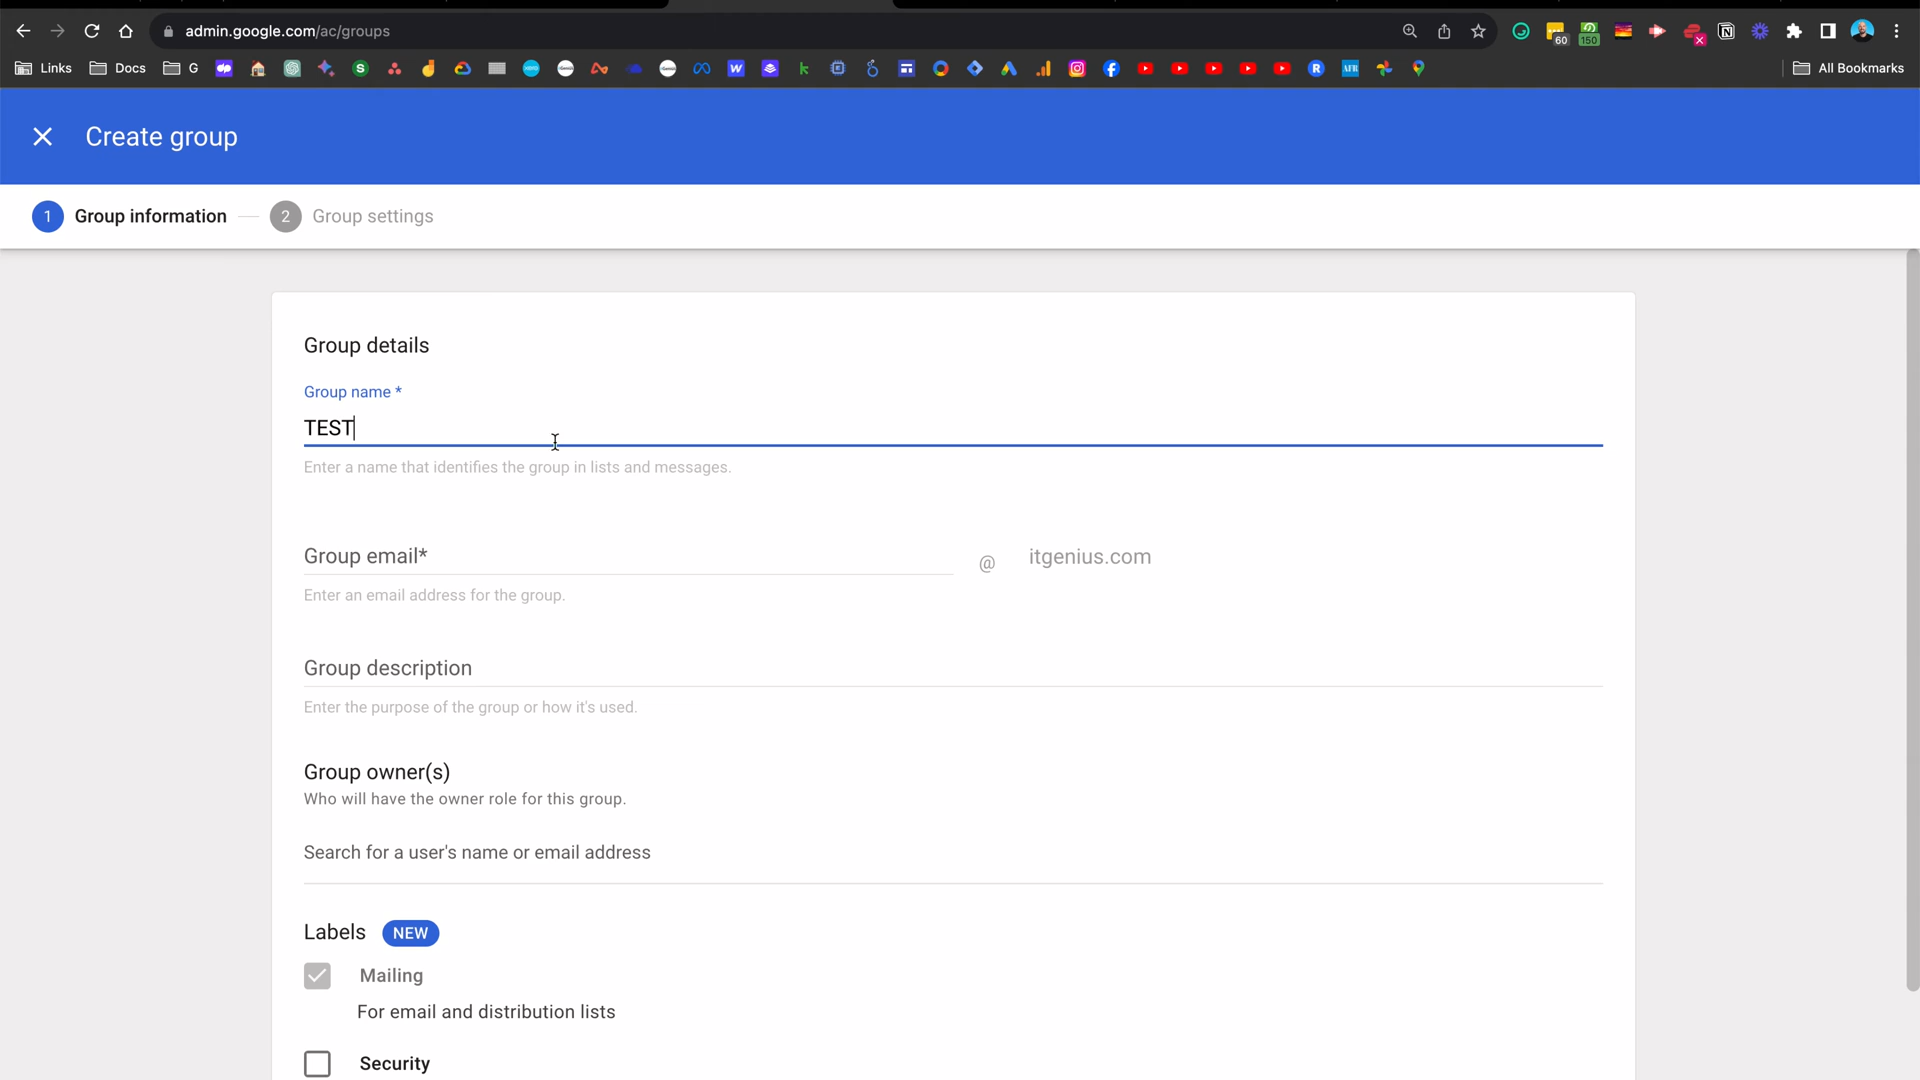 admin.google.com/ac/groups
60
150
Links
Docs
G
All Bookmarks
Create group
1 Group information
2 Group settings
Group details
Group name *
TEST
Enter a name that identifies the group in lists and messages.
Group email*
@
itgenius.com
Enter an email address for the group.
Group description
Enter the purpose of the group or how it's used.
Group owner(s)
Who will have the owner role for this group.
Search for a user's name or email address
Labels NEW
Mailing
For email and distribution lists
Security